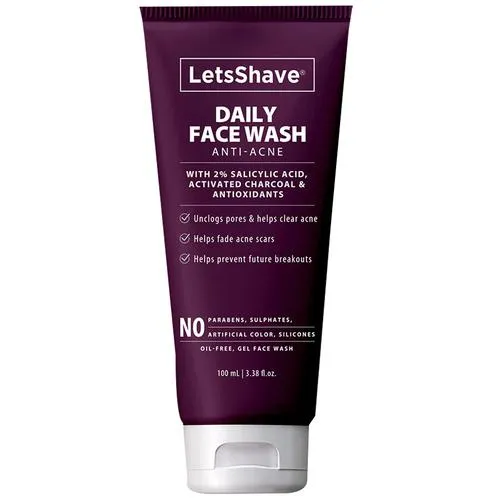 LetsShave®
DAILY
FACE WASH
ANTI-ACNE
WITH 2% SALICYLIC ACID,
ACTIVATED CHARCOAL &
ANTIOXIDANTS
Unclogs pores & helps clear acne
Helps fade acne scars
Helps prevent future breakouts
NO PARABENS, SULPHATES,
ARTIFICIAL COLOR, SILICONES
OIL-FREE, GEL FACE WASH
100 mL | 3.38 fl.oz.